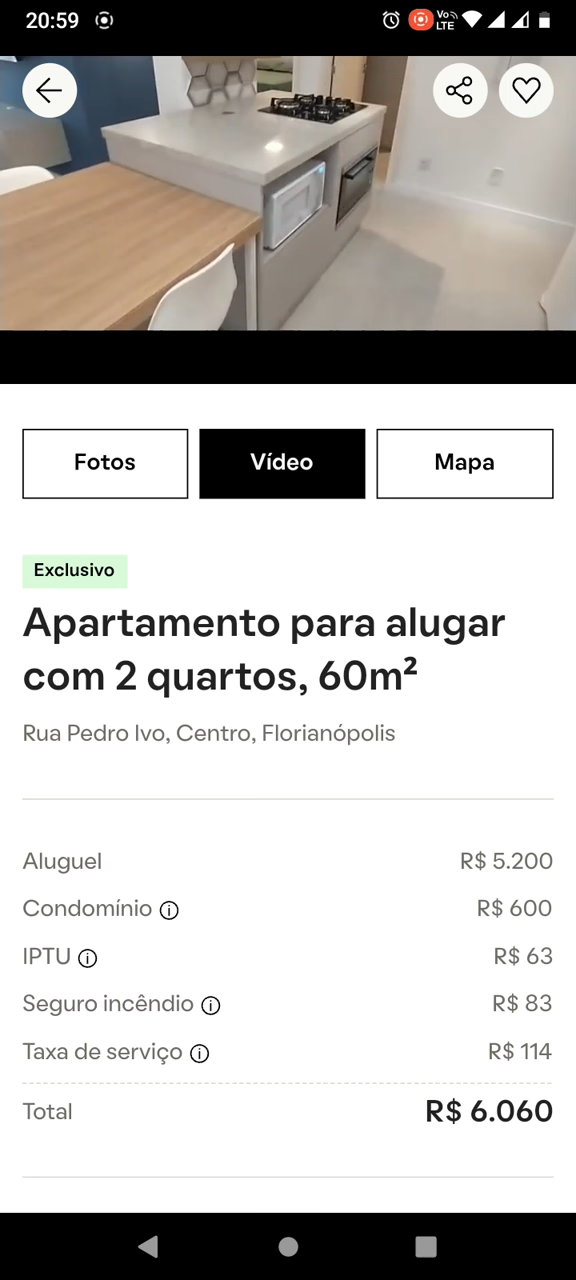 20:59
Vo
LTE
Fotos
Vídeo
Mapa
Exclusivo
Apartamento para alugar
com 2 quartos, 60m²
Rua Pedro Ivo, Centro, Florianópolis
Aluguel R$ 5.200
Condomínio R$ 600
IPTU R$ 63
Seguro incêndio R$ 83
Taxa de serviço R$ 114
Total R$ 6.060